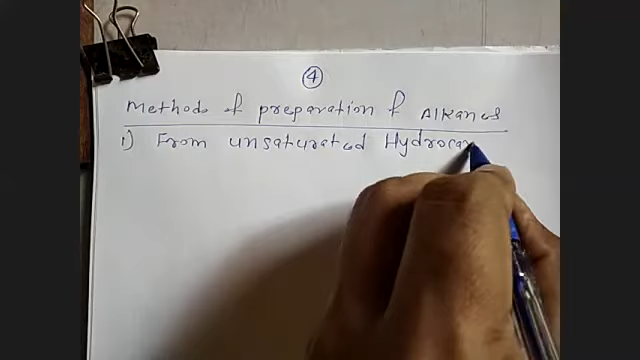 4
Methods of preparation of Alkanes
1) From unsaturated Hydrocar